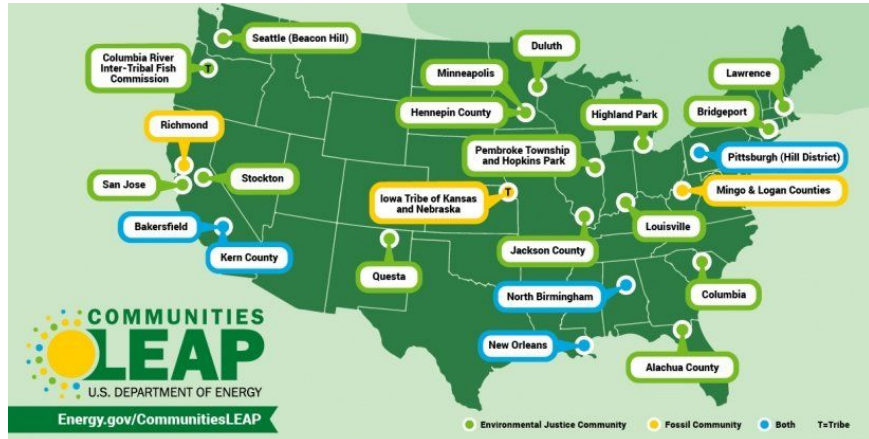 Seattle (Beacon Hill)
Duluth
Columbia River
Inter-Tribal Fish
Commission
T
Minneapolis
Lawrence
Hennepin County
Highland Park
Bridgeport
Richmond
Pembroke Township
and Hopkins Park
Pittsburgh (Hill District)
San Jose
Stockton
Iowa Tribe of Kansas
and Nebraska
T
Mingo & Logan Counties
Bakersfield
Kern County
Louisville
Jackson County
Questa
North Birmingham
Columbia
New Orleans
Alachua County
COMMUNITIES
LEAP
U.S. DEPARTMENT OF ENERGY
Energy.gov/CommunitiesLEAP
Environmental Justice Community
Fossil Community
Both
T=Tribe